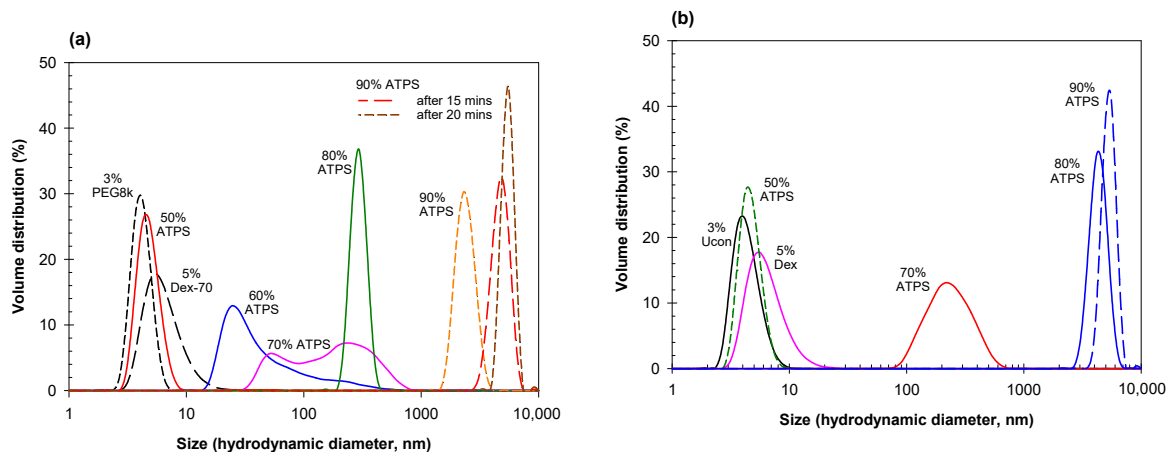 (a)
50
40
30
20
10
0
Volume distribution (%)
90% ATPS
after 15 mins
after 20 mins
3%
PEG8k
50%
ATPS
5%
Dex-70
60%
ATPS
70% ATPS
80%
ATPS
90%
ATPS
1
10
100
1000
10,000
Size (hydrodynamic diameter, nm)
(b)
50
40
30
20
10
0
Volume distribution (%)
3%
Ucon
50%
ATPS
5%
Dex
70%
ATPS
90%
ATPS
80%
ATPS
1
10
100
1000
10,000
Size (hydrodynamic diameter, nm)